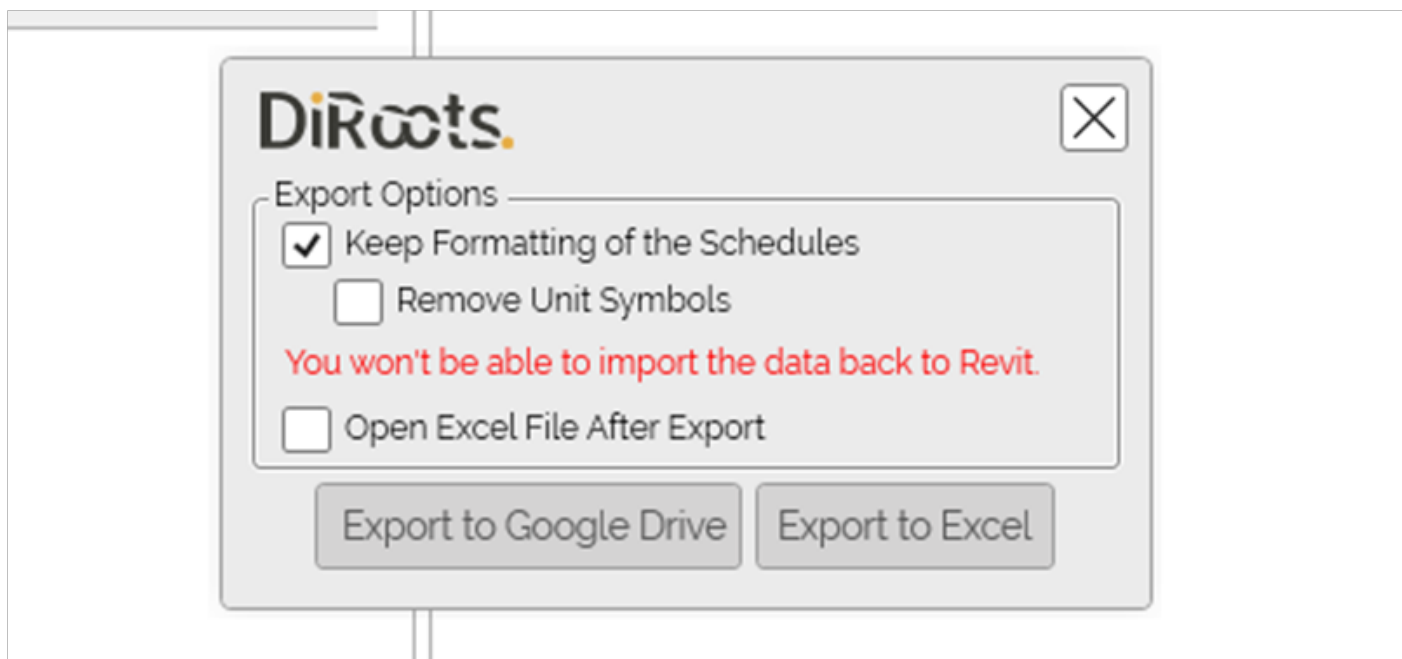 DiRoots.
Export Options
Keep Formatting of the Schedules
Remove Unit Symbols
You won't be able to import the data back to Revit.
Open Excel File After Export
Export to Google Drive Export to Excel